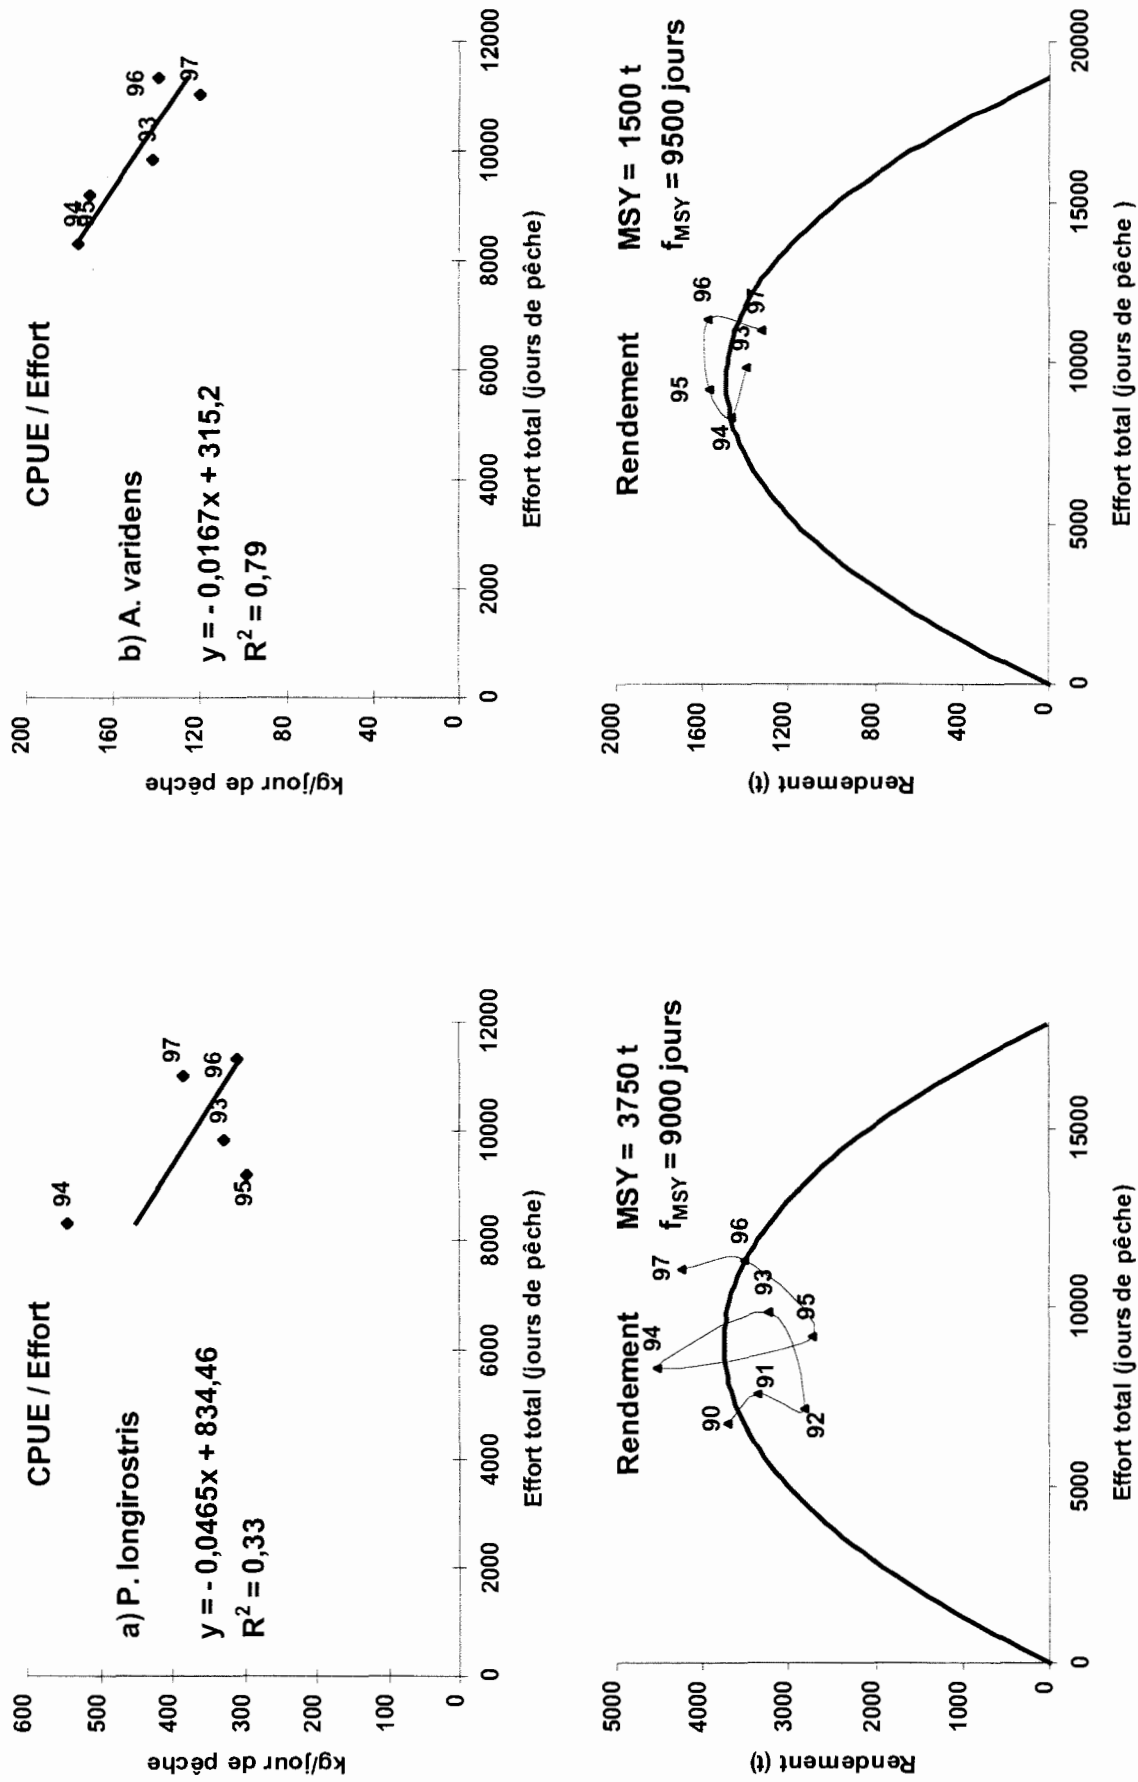 CPUE / Effort
a) P. longirostris
y = - 0,0465x + 834,46
R² = 0,33
kg/jour de pêche
600
500
400
300
200
100
0
0 2000 4000 6000 8000 10000 12000
Effort total (jours de pêche)
94
95
93
96
97
CPUE / Effort
b) A. varidens
y = - 0,0167x + 315,2
R² = 0,79
kg/jour de pêche
200
160
120
80
40
0
0 2000 4000 6000 8000 10000 12000
Effort total (jours de pêche)
94
95
93
96
97
Rendement
MSY = 3750 t
fMSY = 9000 jours
Rendement (t)
5000
4000
3000
2000
1000
0
0 5000 10000 15000
Effort total (jours de pêche)
90
91
92
93
94
95
96
97
Rendement
MSY = 1500 t
fMSY = 9500 jours
Rendement (t)
2000
1600
1200
800
400
0
0 5000 10000 15000 20000
Effort total (jours de pêche )
94
95
93
96
97